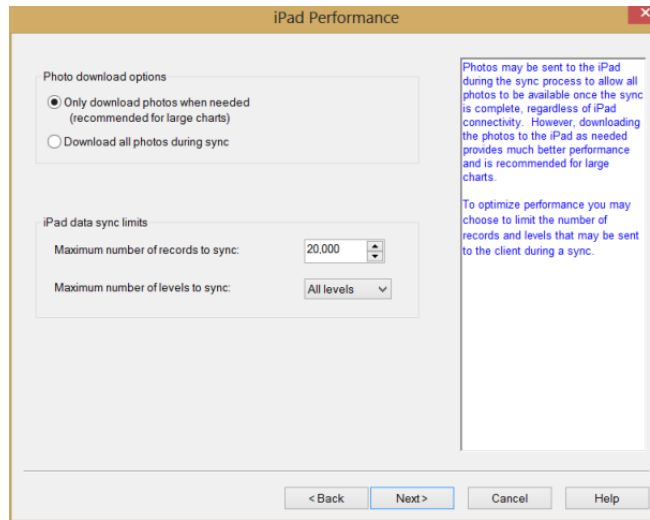 iPad Performance
Photo download options
Only download photos when needed
(recommended for large charts)
Download all photos during sync
iPad data sync limits
Maximum number of records to sync:
20,000
Maximum number of levels to sync:
All levels
Photos may be sent to the iPad
during the sync process to allow all
photos to be available once the sync
is complete, regardless of iPad
connectivity. However, downloading
the photos to the iPad as needed
provides much better performance
and is recommended for large
charts.
To optimize performance you may
choose to limit the number of
records and levels that may be sent
to the client during a sync.
< Back
Next >
Cancel
Help